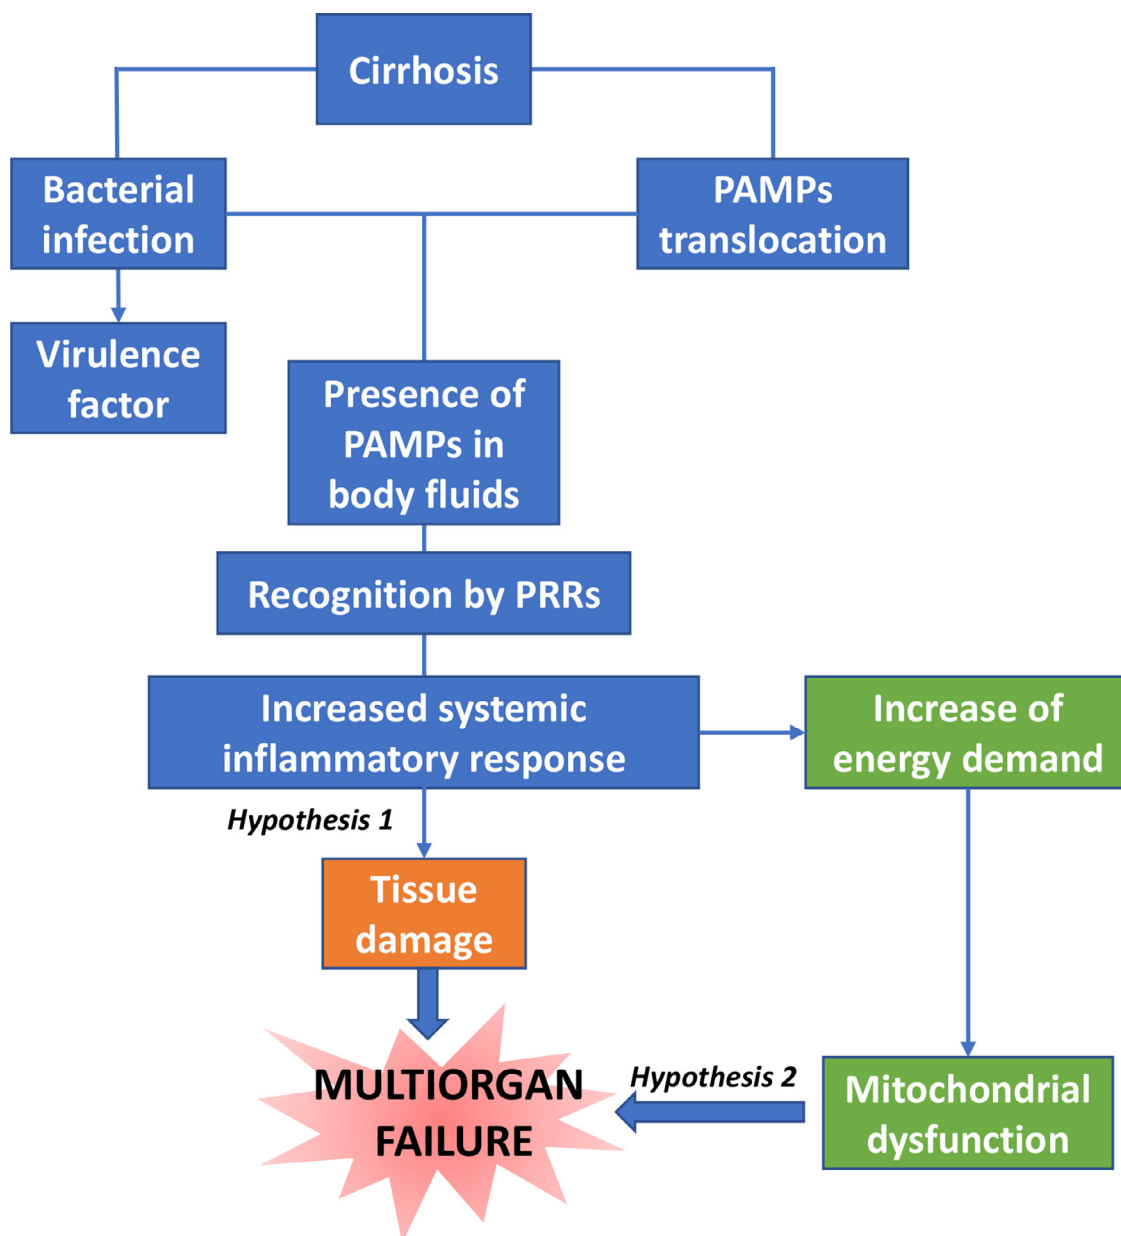 Cirrhosis
Bacterial
infection
PAMPs
translocation
Virulence
factor
Presence of
PAMPs in
body fluids
Recognition by PRRs
Increased systemic
inflammatory response
Increase of
energy demand
Hypothesis 1
Tissue
damage
MULTIORGAN
FAILURE
Hypothesis 2
Mitochondrial
dysfunction